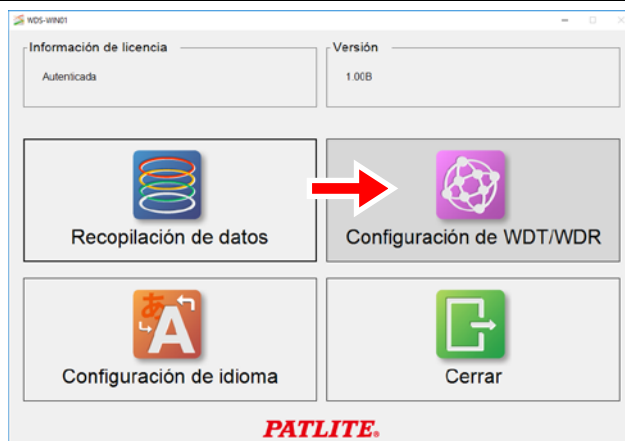 WDS-WIN01
Información de licencia
Autenticada
Versión
1.00B
Recopilación de datos
Configuración de WDT/WDR
あ A
Configuración de idioma
Cerrar
PATLITE®